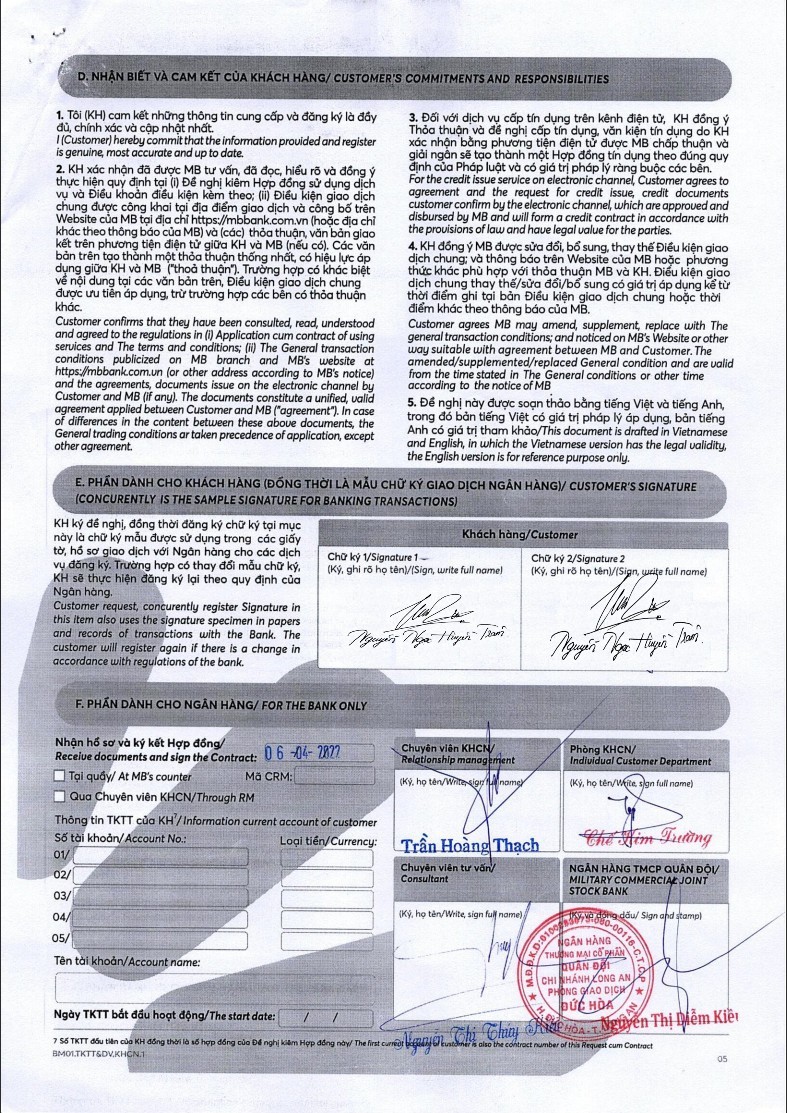 D. NHẬN BIẾT VÀ CAM KẾT CỦA KHÁCH HÀNG/ CUSTOMER'S COMMITMENTS AND RESPONSIBILITIES
1. Tôi (KH) cam kết những thông tin cung cấp và đăng ký là đầy
đủ, chính xác và cập nhật nhất.
I (Customer) hereby commit that the information provided and register
is genuine, most accurate and up to date.
2. KH xác nhận đã được MB tư vấn, đã đọc, hiểu rõ và đồng ý
thực hiện quy định tại (i) Đề nghị kiêm Hợp đồng sử dụng dịch
vụ và Điều khoản điều kiện kèm theo; (ii) Điều kiện giao dịch
chung được công khai tại địa điểm giao dịch và công bố trên
Website của MB tại địa chỉ https://mbbank.com.vn (hoặc địa chỉ
khác theo thông báo của MB) và (các) thỏa thuận, văn bản giao
kết trên phương tiện điện tử giữa KH và MB (nếu có). Các văn
bản trên tạo thành một thỏa thuận thống nhất, có hiệu lực áp
dụng giữa KH và MB ("thoả thuận"). Trường hợp có khác biệt
về nội dung tại các văn bản trên, Điều kiện giao dịch chung
được ưu tiên áp dụng, trừ trường hợp các bên có thỏa thuận
khác.
Customer confirms that they have been consulted, read, understood
and agreed to the regulations in (i) Application cum contract of using
services and The terms and conditions; (ii) The General transaction
conditions publicized on MB branch and MB's website at
https://mbbank.com.vn (or other address according to MB's notice)
and the agreements, documents issue on the electronic channel by
Customer and MB (if any). The documents constitute a unified, valid
agreement applied between Customer and MB ("agreement"). In case
of differences in the content between these above documents, the
General trading conditions ar taken precedence of application, except
other agreement.
3. Đối với dịch vụ cấp tín dụng trên kênh điện tử, KH đồng ý
Thỏa thuận và đề nghị cấp tín dụng, văn kiện tín dụng do KH
xác nhận bằng phương tiện điện tử được MB chấp thuận và
giải ngân sẽ tạo thành một Hợp đồng tín dụng theo đúng quy
định của Pháp luật và có giá trị pháp lý ràng buộc các bên.
For the credit issue service on electronic channel, Customer agrees to
agreement and the request for credit issue, credit documents
customer confirm by the electronic channel, which are approved and
disbursed by MB and will form a credit contract in accordance with
the provisions of law and have legal value for the parties.
4. KH đồng ý MB được sửa đổi, bổ sung, thay thế Điều kiện giao
dịch chung; và thông báo trên Website của MB hoặc phương
thức khác phù hợp với thỏa thuận MB và KH. Điều kiện giao
dịch chung thay thế/sửa đổi/bổ sung có giá trị áp dụng kể từ
thời điểm ghi tại bản Điều kiện giao dịch chung hoặc thời
điểm khác theo thông báo của MB.
Customer agrees MB may amend, supplement, replace with The
general transaction conditions; and noticed on MB's Website or other
way suitable with agreement between MB and Customer. The
amended/supplemented/replaced General condition and are valid
from the time stated in The General conditions or other time
according to the notice of MB
5. Đề nghị này được soạn thảo bằng tiếng Việt và tiếng Anh,
trong đó bản tiếng Việt có giá trị pháp lý áp dụng, bản tiếng
Anh có giá trị tham khảo/This document is drafted in Vietnamese
and English, in which the Vietnamese version has the legal validity,
the English version is for reference purpose only.
E. PHẦN DÀNH CHO KHÁCH HÀNG (ĐỒNG THỜI LÀ MẪU CHỮ KÝ GIAO DỊCH NGÂN HÀNG)/ CUSTOMER'S SIGNATURE
(CONCURENTLY IS THE SAMPLE SIGNATURE FOR BANKING TRANSACTIONS)
KH ký đề nghị, đồng thời đăng ký chữ ký tại mục
này là chữ ký mẫu được sử dụng trong các giấy
tờ, hồ sơ giao dịch với Ngân hàng cho các dịch
vụ đăng ký. Trường hợp có thay đổi mẫu chữ ký,
KH sẽ thực hiện đăng ký lại theo quy định của
Ngân hàng.
Customer request, concurently register Signature in
this item also uses the signature specimen in papers
and records of transactions with the Bank. The
customer will register again if there is a change in
accordance with regulations of the bank.
Khách hàng/Customer
Chữ ký 1/Signature 1
(Ký, ghi rõ họ tên)/(Sign, write full name)
Nguyễn Ngọc Huyền Trâm
Chữ ký 2/Signature 2
(Ký, ghi rõ họ tên)/(Sign, write full name)
Nguyễn Ngọc Huyền Trâm
F. PHẦN DÀNH CHO NGÂN HÀNG/ FOR THE BANK ONLY
Nhận hồ sơ và ký kết Hợp đồng/
Receive documents and sign the Contract: 06 -04- 2022
Tại quầy/ At MB's counter Mã CRM:
Qua Chuyên viên KHCN/Through RM
Thông tin TKTT của KH7/ Information current account of customer
Số tài khoản/Account No.: Loại tiền/Currency:
01/
02/
03/
04/
05/
Tên tài khoản/Account name:
Ngày TKTT bắt đầu hoạt động/The start date: / /
Chuyên viên KHCN/
Relationship management
(Ký, họ tên/Write, sign full name)
Trần Hoàng Thạch
Phòng KHCN/
Individual Customer Department
(Ký, họ tên/Write, sign full name)
Chế Kim Trường
Chuyên viên tư vấn/
Consultant
(Ký, họ tên/Write, sign full name)
Nguyễn Thị Thúy
NGÂN HÀNG TMCP QUÂN ĐỘI/
MILITARY COMMERCIAL JOINT
STOCK BANK
(Ký và đóng dấu/ Sign and stamp)
NGÂN HÀNG
THƯƠNG MẠI CỔ PHẦN
QUÂN ĐỘI
CHI NHÁNH LONG AN
PHÒNG GIAO DỊCH
ĐỨC HÒA
Nguyễn Thị Diễm Kiều
7 Số TKTT đầu tiên của KH đồng thời là số hợp đồng của Đề nghị kiêm Hợp đồng này/ The first current account of customer is also the contract number of this Request cum Contract
BM01.TKTT&DV.KHCN.1
05